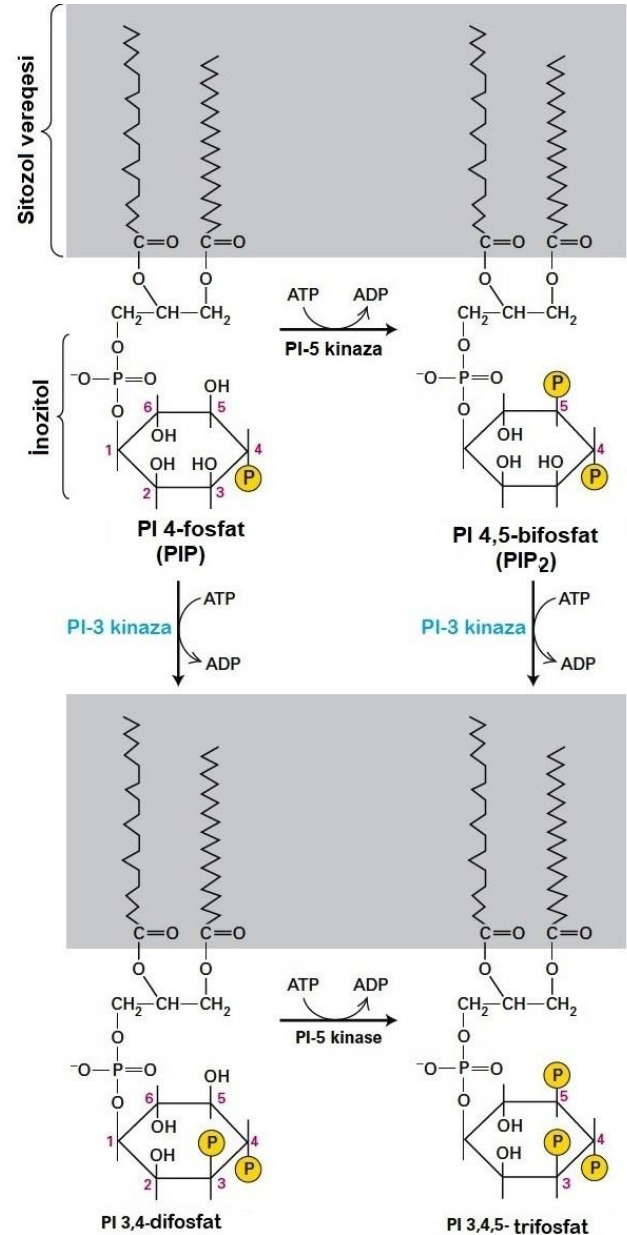 Sitozol vərəqəsi
C=O C=O
O O
CH₂—CH—CH₂
O
⁻O—P=O
O
OH
6 5
OH
1 4
OH HO
P
2 3
İnozitol
PI 4-fosfat
(PIP)
ATP ADP
PI-5 kinaza
C=O C=O
O O
CH₂—CH—CH₂
O
⁻O—P=O
O
P
5
OH
4
OH HO
P
PI 4,5-bifosfat
(PIP₂)
PI-3 kinaza
ATP
ADP
PI-3 kinaza
ATP
ADP
C=O C=O
O O
CH₂—CH—CH₂
O
⁻O—P=O
O
OH
6 5
OH
1 4
OH P
P
2 3
PI 3,4-difosfat
ATP ADP
PI-5 kinase
C=O C=O
O O
CH₂—CH—CH₂
O
⁻O—P=O
O
P
5
OH
4
OH P
P
3
PI 3,4,5- trifosfat